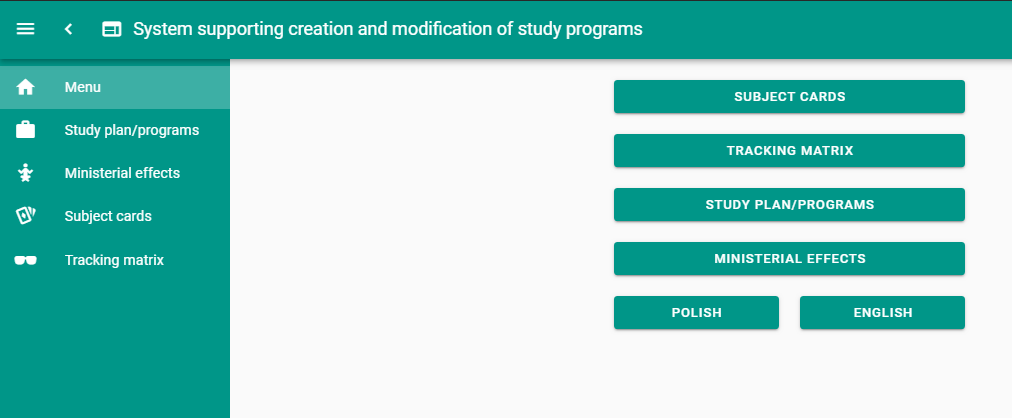 System supporting creation and modification of study programs
Menu
Study plan/programs
Ministerial effects
Subject cards
Tracking matrix
SUBJECT CARDS
TRACKING MATRIX
STUDY PLAN/PROGRAMS
MINISTERIAL EFFECTS
POLISH ENGLISH